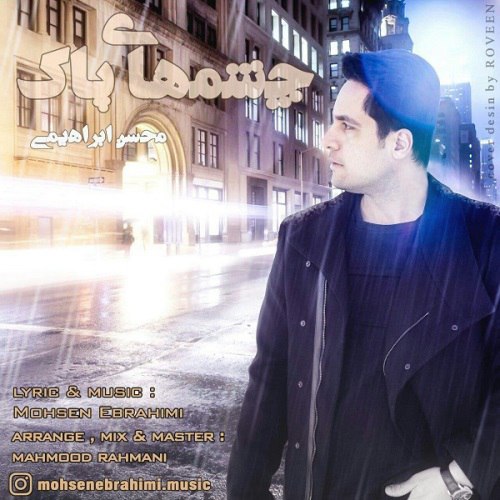 چشمهای پاک
محسن ابراهیمی
cover desin by ROVEEN
LYRIC & MUSIC :
MOHSEN EBRAHIMI
ARRANGE , MIX & MASTER :
MAHMOOD RAHMANI
mohsenebrahimi.music